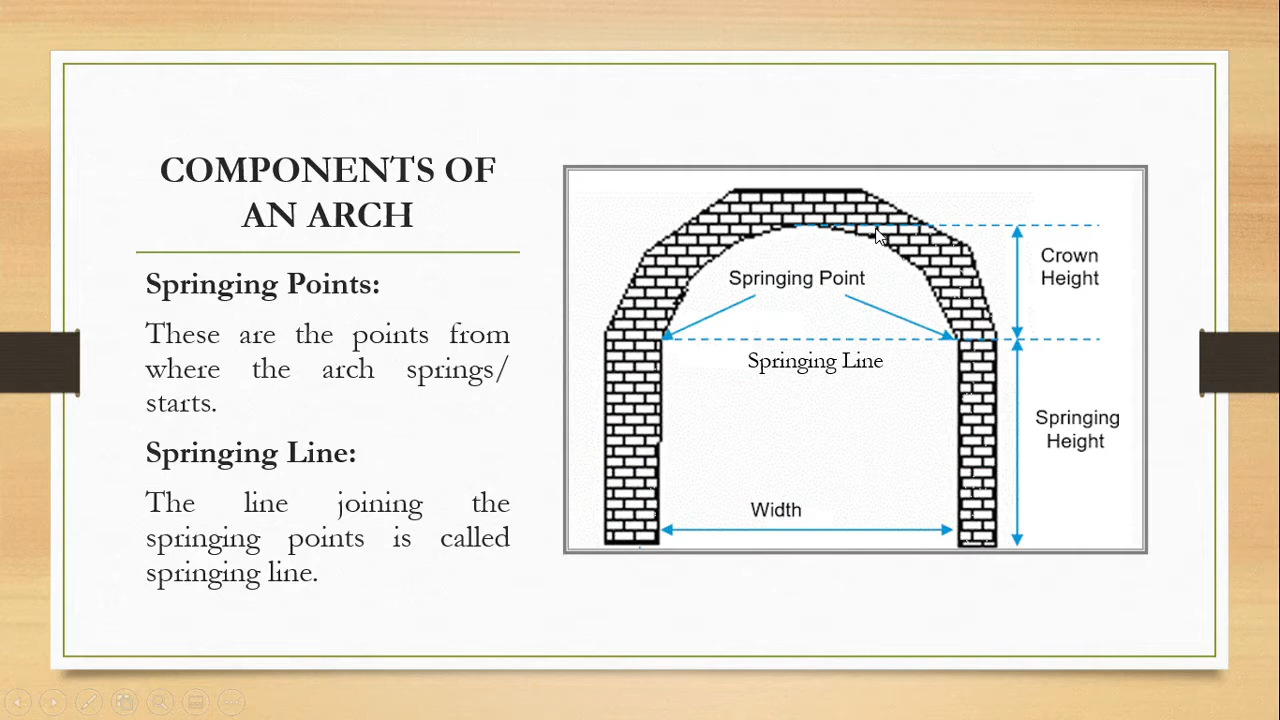 COMPONENTS OF
AN ARCH
Springing Points:
These are the points from
where the arch springs/
starts.
Springing Line:
The line joining the
springing points is called
springing line.
Crown
Height
Springing Point
Springing Line
Springing
Height
Width